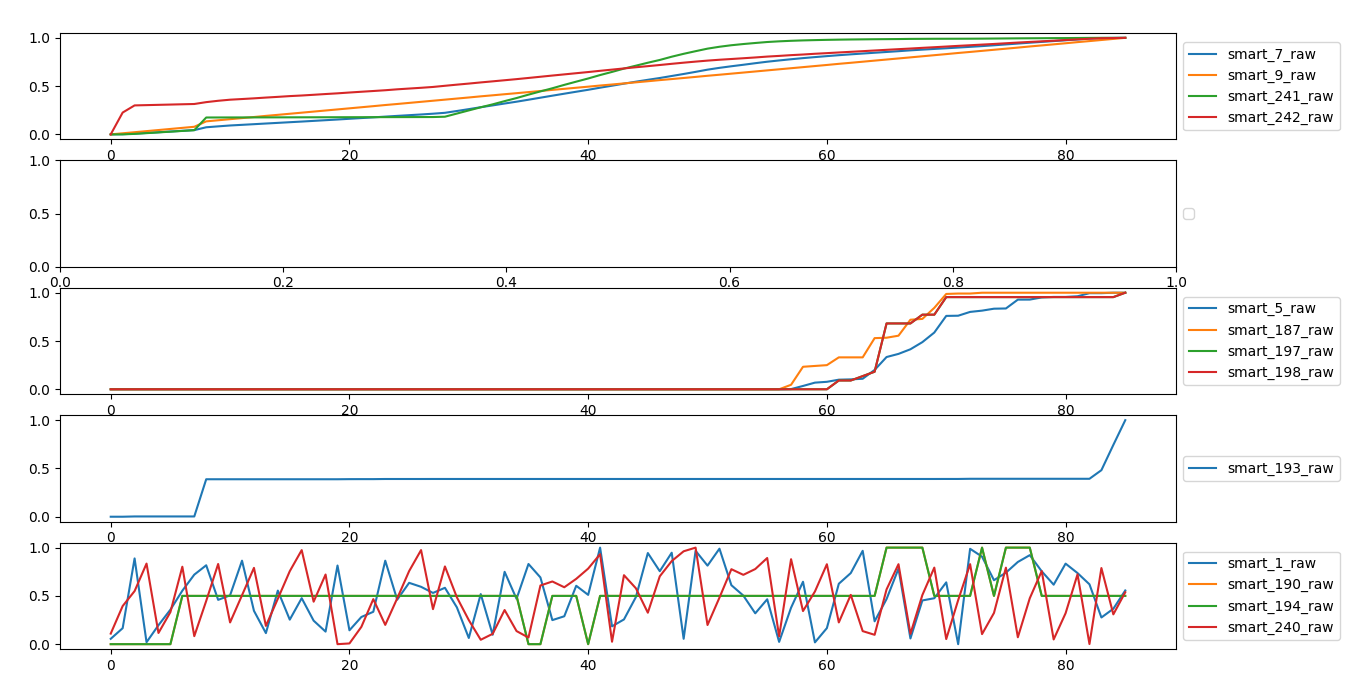 1.0
0.5
0.0
0 20 40 60 80
smart_7_raw
smart_9_raw
smart_241_raw
smart_242_raw
1.0
0.5
0.0
0.0 0.2 0.4 0.6 0.8 1.0
1.0
0.5
0.0
0 20 40 60 80
smart_5_raw
smart_187_raw
smart_197_raw
smart_198_raw
1.0
0.5
0.0
0 20 40 60 80
smart_193_raw
1.0
0.5
0.0
0 20 40 60 80
smart_1_raw
smart_190_raw
smart_194_raw
smart_240_raw